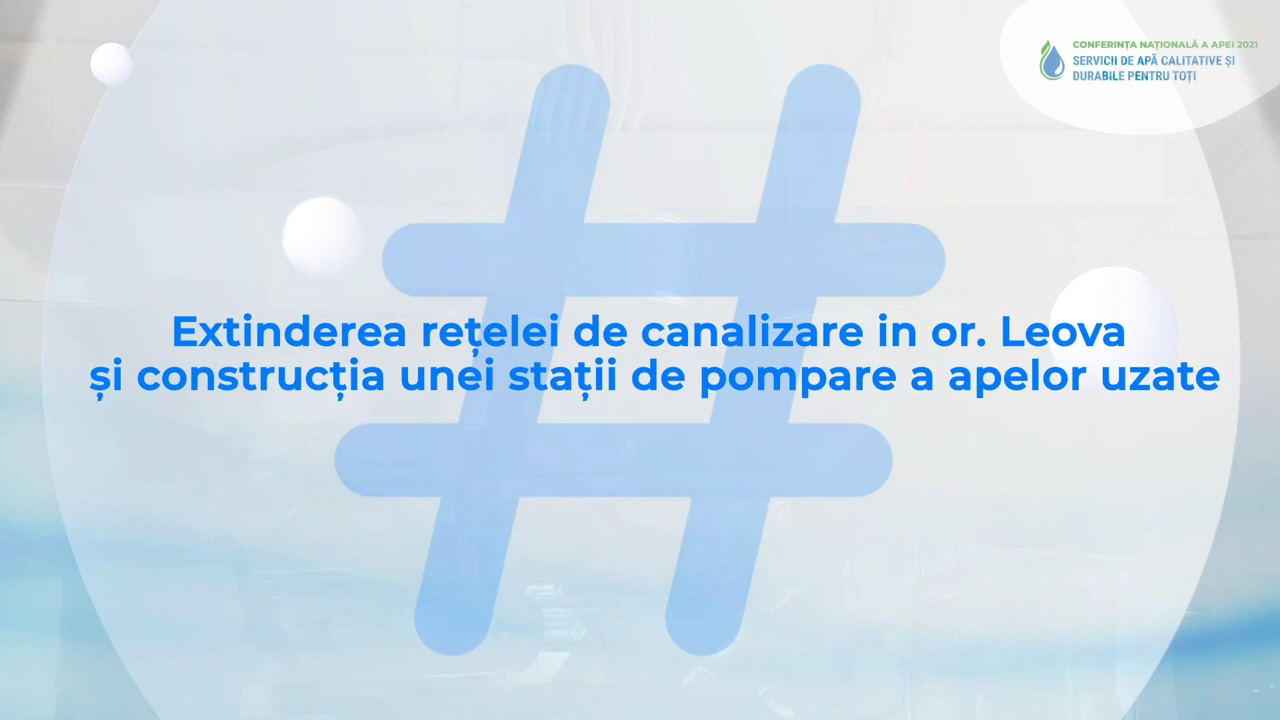 CONFERINȚA NAȚIONALĂ A APEI 2021
SERVICII DE APĂ CALITATIVE ȘI
DURABILE PENTRU TOȚI
#
Extinderea rețelei de canalizare in or. Leova
și construcția unei stații de pompare a apelor uzate